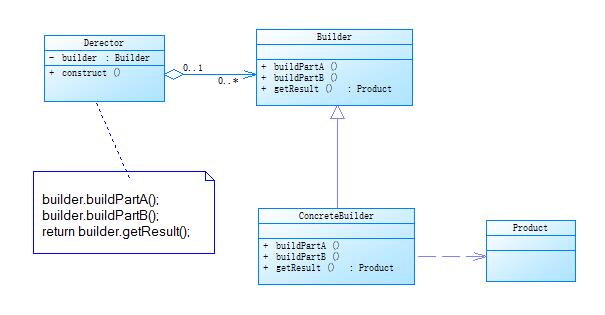 Derector
- builder : Builder
+ construct ()
0..1
0..*
Builder
+ buildPartA ()
+ buildPartB ()
+ getResult () : Product
builder.buildPartA();
builder.buildPartB();
return builder.getResult();
ConcreteBuilder
+ buildPartA ()
+ buildPartB ()
+ getResult () : Product
Product